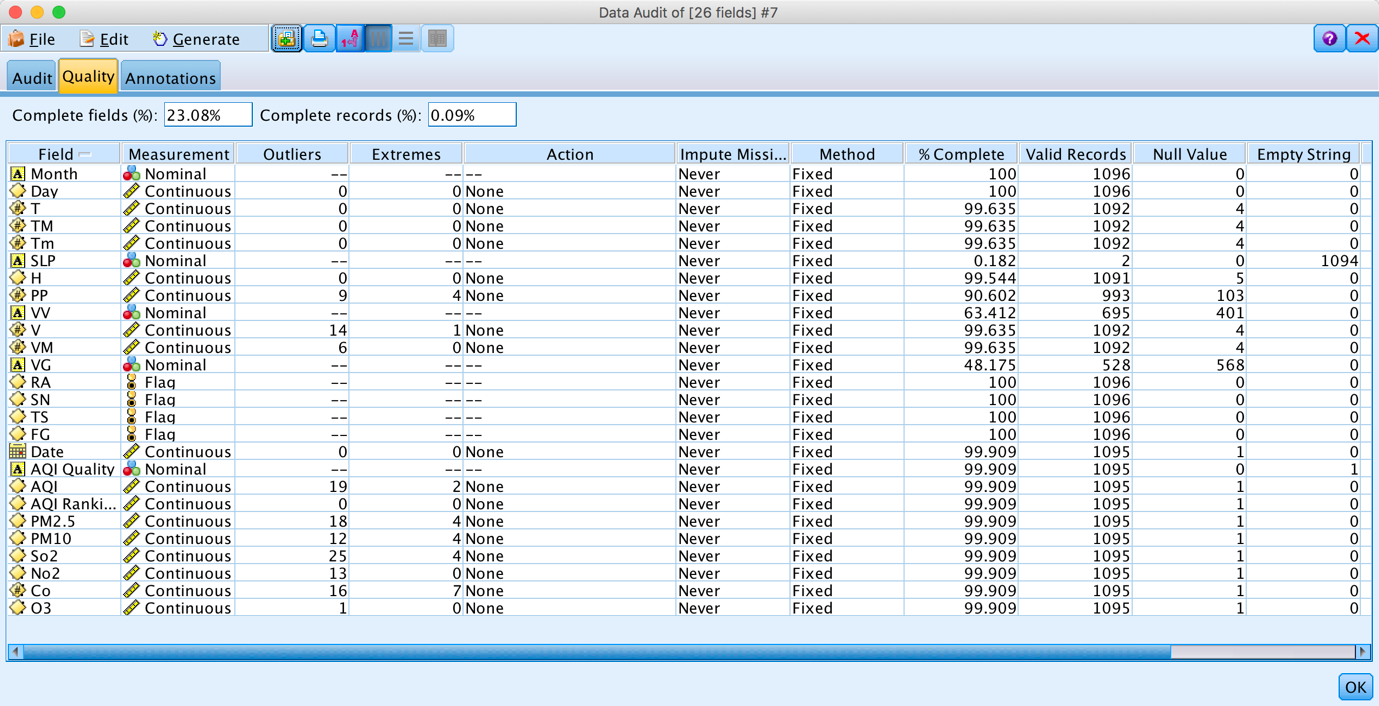 Data Audit of [26 fields] #7
File Edit Generate
Audit Quality Annotations
Complete fields (%): 23.08% Complete records (%): 0.09%
Field Measurement Outliers Extremes Action Impute Missi... Method % Complete Valid Records Null Value Empty String
Month Nominal -- -- -- Never Fixed 100 1096 0 0
Day Continuous 0 0 None Never Fixed 100 1096 0 0
T Continuous 0 0 None Never Fixed 99.635 1092 4 0
TM Continuous 0 0 None Never Fixed 99.635 1092 4 0
Tm Continuous 0 0 None Never Fixed 99.635 1092 4 0
SLP Nominal -- -- -- Never Fixed 0.182 2 0 1094
H Continuous 0 0 None Never Fixed 99.544 1091 5 0
PP Continuous 9 4 None Never Fixed 90.602 993 103 0
VV Nominal -- -- -- Never Fixed 63.412 695 401 0
V Continuous 14 1 None Never Fixed 99.635 1092 4 0
VM Continuous 6 0 None Never Fixed 99.635 1092 4 0
VG Nominal -- -- -- Never Fixed 48.175 528 568 0
RA Flag -- -- -- Never Fixed 100 1096 0 0
SN Flag -- -- -- Never Fixed 100 1096 0 0
TS Flag -- -- -- Never Fixed 100 1096 0 0
FG Flag -- -- -- Never Fixed 100 1096 0 0
Date Continuous 0 0 None Never Fixed 99.909 1095 1 0
AQI Quality Nominal -- -- -- Never Fixed 99.909 1095 0 1
AQI Continuous 19 2 None Never Fixed 99.909 1095 1 0
AQI Ranki... Continuous 0 0 None Never Fixed 99.909 1095 1 0
PM2.5 Continuous 18 4 None Never Fixed 99.909 1095 1 0
PM10 Continuous 12 4 None Never Fixed 99.909 1095 1 0
So2 Continuous 25 4 None Never Fixed 99.909 1095 1 0
No2 Continuous 13 0 None Never Fixed 99.909 1095 1 0
Co Continuous 16 7 None Never Fixed 99.909 1095 1 0
O3 Continuous 1 0 None Never Fixed 99.909 1095 1 0
OK